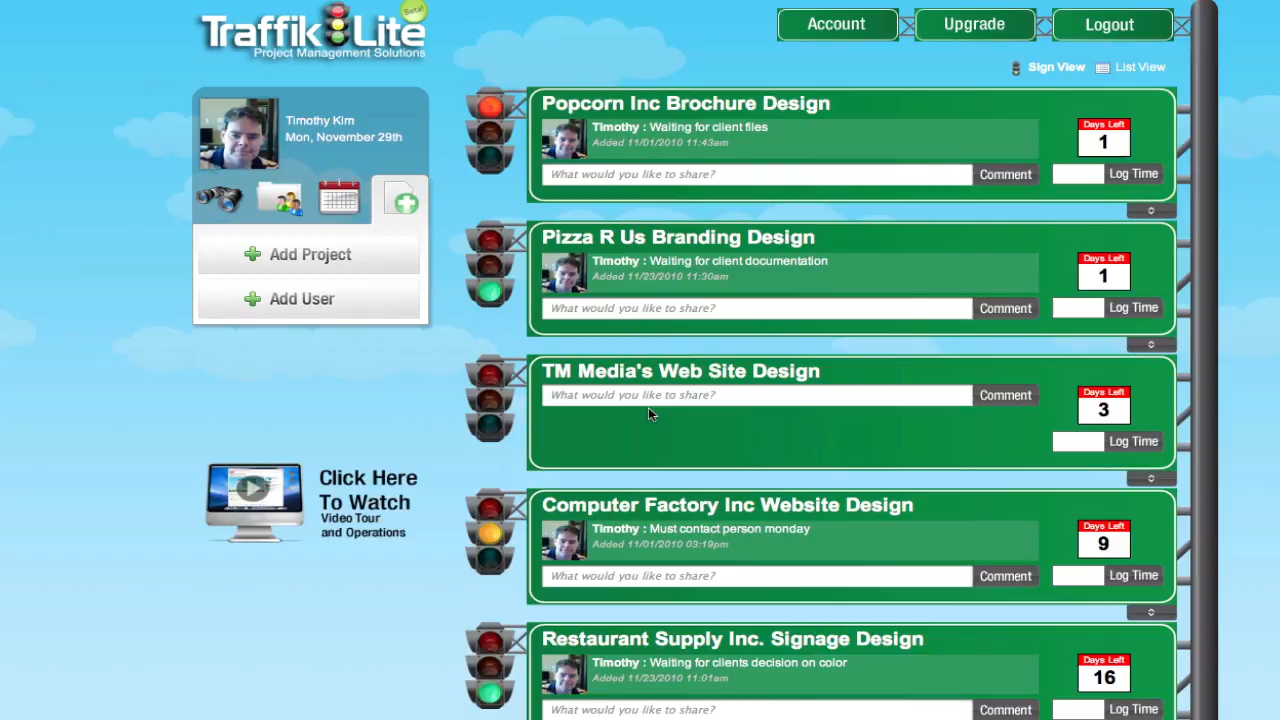 Traffik Lite
Beta!
Project Management Solutions
Account
Upgrade
Logout
Sign View
List View
Timothy Kim
Mon, November 29th
Add Project
Add User
Click Here
To Watch
Video Tour
and Operations
Popcorn Inc Brochure Design
Timothy : Waiting for client files
Added 11/01/2010 11:43am
What would you like to share?
Comment
Days Left
1
Log Time
Pizza R Us Branding Design
Timothy : Waiting for client documentation
Added 11/23/2010 11:30am
What would you like to share?
Comment
Days Left
1
Log Time
TM Media's Web Site Design
What would you like to share?
Comment
Days Left
3
Log Time
Computer Factory Inc Website Design
Timothy : Must contact person monday
Added 11/01/2010 03:19pm
What would you like to share?
Comment
Days Left
9
Log Time
Restaurant Supply Inc. Signage Design
Timothy : Waiting for clients decision on color
Added 11/23/2010 11:01am
What would you like to share?
Comment
Days Left
16
Log Time